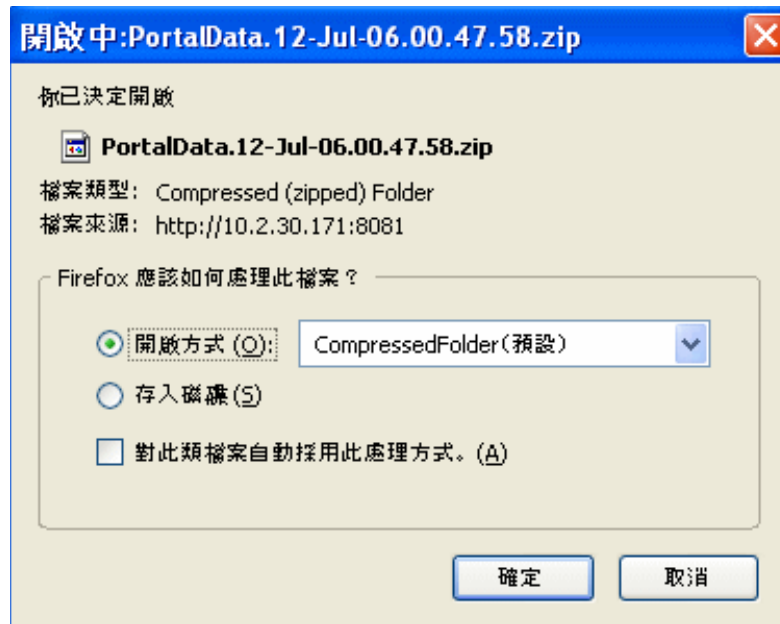 開啟中:PortalData.12-Jul-06.00.47.58.zip
你已決定開啟
PortalData.12-Jul-06.00.47.58.zip
檔案類型: Compressed (zipped) Folder
檔案來源: http://10.2.30.171:8081
Firefox 應該如何處理此檔案？
開啟方式 (O):
CompressedFolder(預設)
存入磁碟(S)
對此類檔案自動採用此處理方式。(A)
確定
取消